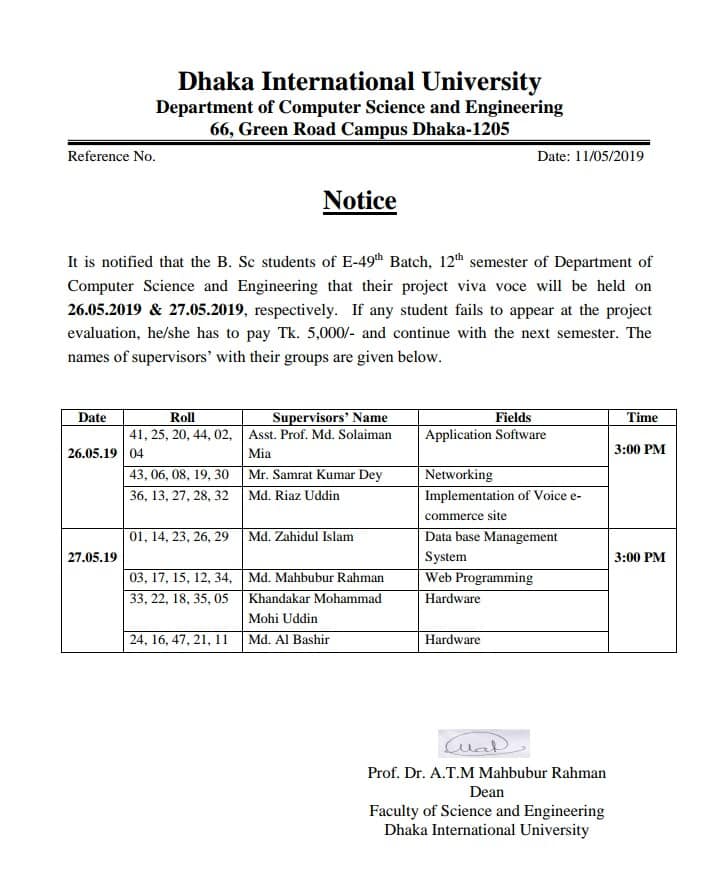 Dhaka International University
Department of Computer Science and Engineering
66, Green Road Campus Dhaka-1205
Reference No. Date: 11/05/2019
Notice
It is notified that the B. Sc students of E-49th Batch, 12th semester of Department of
Computer Science and Engineering that their project viva voce will be held on
26.05.2019 & 27.05.2019, respectively. If any student fails to appear at the project
evaluation, he/she has to pay Tk. 5,000/- and continue with the next semester. The
names of supervisors’ with their groups are given below.
Date Roll Supervisors’ Name Fields Time
26.05.19 41, 25, 20, 44, 02, Asst. Prof. Md. Solaiman Application Software 3:00 PM
04 Mia
43, 06, 08, 19, 30 Mr. Samrat Kumar Dey Networking
36, 13, 27, 28, 32 Md. Riaz Uddin Implementation of Voice e-
commerce site
27.05.19 01, 14, 23, 26, 29 Md. Zahidul Islam Data base Management 3:00 PM
System
03, 17, 15, 12, 34, Md. Mahbubur Rahman Web Programming
33, 22, 18, 35, 05 Khandakar Mohammad Hardware
Mohi Uddin
24, 16, 47, 21, 11 Md. Al Bashir Hardware
Prof. Dr. A.T.M Mahbubur Rahman
Dean
Faculty of Science and Engineering
Dhaka International University